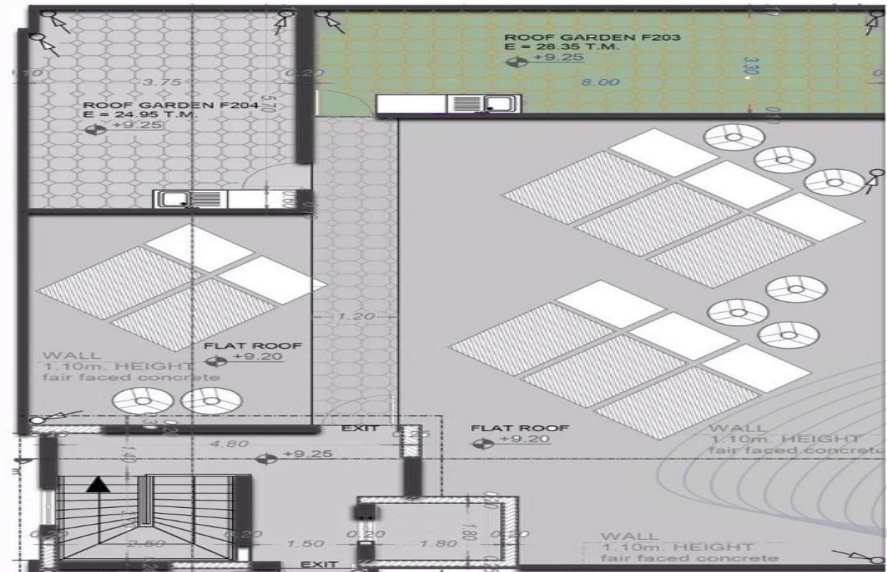 ROOF GARDEN F203
E = 28.35 T.M.
+9.25
3.30
8.00
0.20
3.75
5.70
ROOF GARDEN F204
E = 24.95 T.M.
+9.25
1.20
FLAT ROOF
+9.20
WALL
1.10m. HEIGHT
fair faced concrete
EXIT
FLAT ROOF
+9.20
WALL
1.10m. HEIGHT
fair faced concrete
4.80
+9.25
1.40
0.20
0.20
1.50
1.80
1.80
WALL
1.10m. HEIGHT
fair faced concrete
EXIT